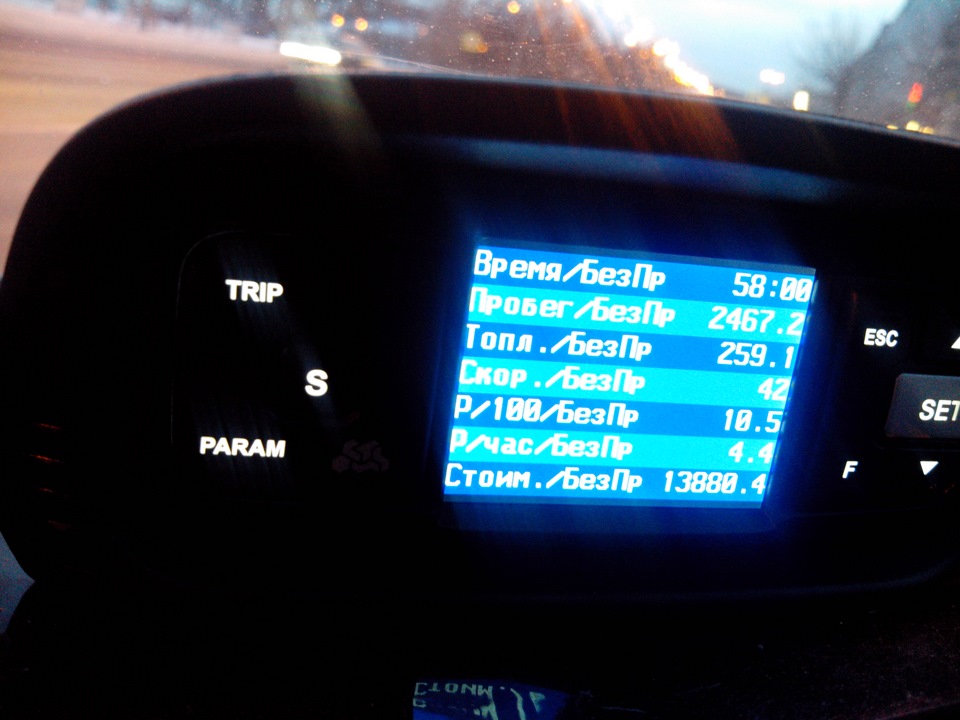 TRIP
S
PARAM
Время/БезПр 58:00
Пробег/БезПр 2467.2
Топл./БезПр 259.1
Скор./БезПр 42
Р/100/БезПр 10.5
Р/час/БезПр 4.4
Стоим./БезПр 13880.4
ESC
SET
F